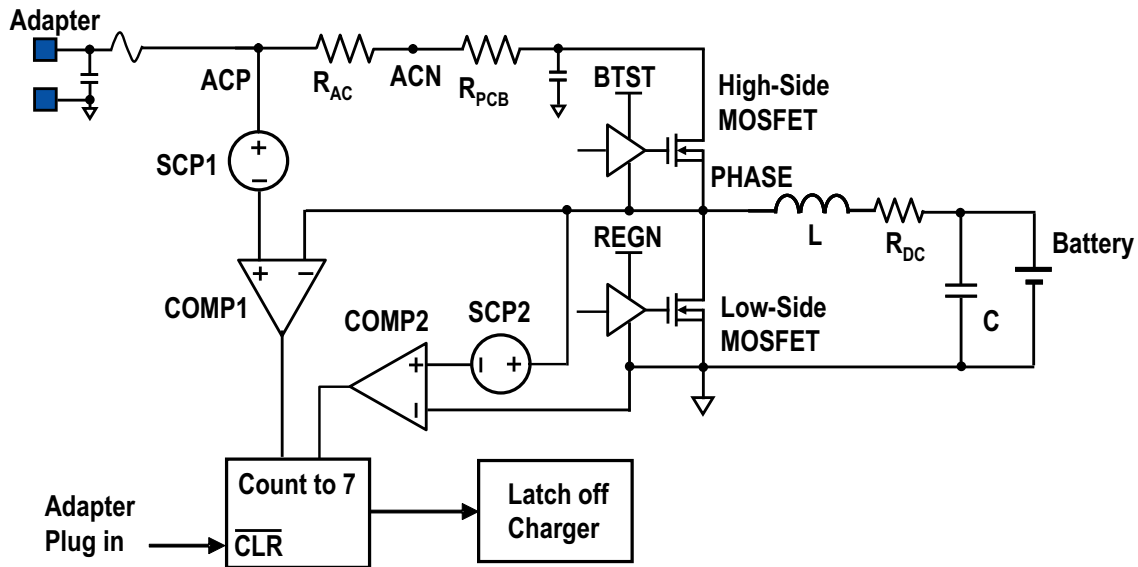 Adapter
ACP
R_AC
ACN
R_PCB
BTST
High-Side
MOSFET
SCP1
PHASE
+
−
REGN
L
R_DC
Battery
+
−
COMP1
COMP2
SCP2
Low-Side
MOSFET
C
+
−
+
−
Count to 7
CLR
Latch off
Charger
Adapter
Plug in